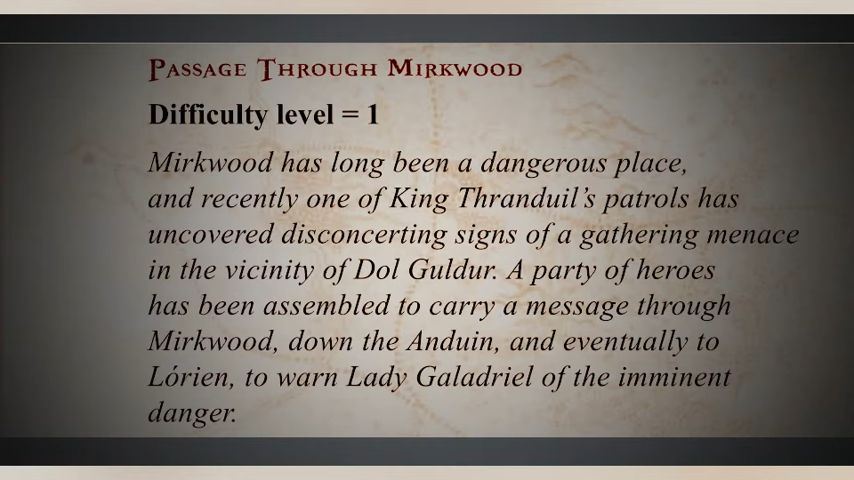 Passage Through Mirkwood
Difficulty level = 1
Mirkwood has long been a dangerous place,
and recently one of King Thranduil’s patrols has
uncovered disconcerting signs of a gathering menace
in the vicinity of Dol Guldur. A party of heroes
has been assembled to carry a message through
Mirkwood, down the Anduin, and eventually to
Lórien, to warn Lady Galadriel of the imminent
danger.